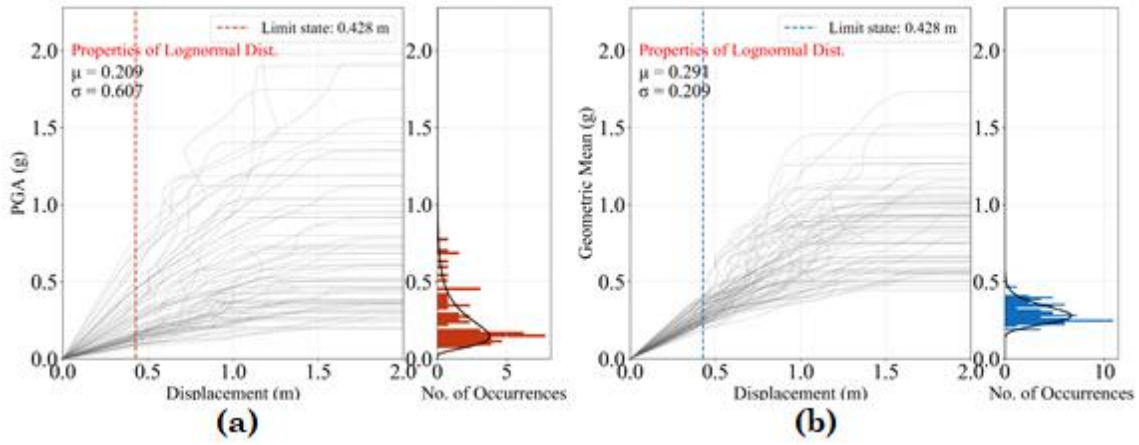 Limit state: 0.428 m
2.0
Properties of Lognormal Dist.
μ = 0.209
σ = 0.607
1.5
1.0
0.5
0.0
PGA (g)
0.0 0.5 1.0 1.5 2.0
Displacement (m)
2.0
1.5
1.0
0.5
0.0
5
No. of Occurrences
(a)
Limit state: 0.428 m
2.0
Properties of Lognormal Dist.
μ = 0.291
σ = 0.209
1.5
1.0
0.5
0.0
Geometric Mean (g)
0.0 0.5 1.0 1.5 2.0
Displacement (m)
2.0
1.5
1.0
0.5
0.0
0 5 10
No. of Occurrences
(b)